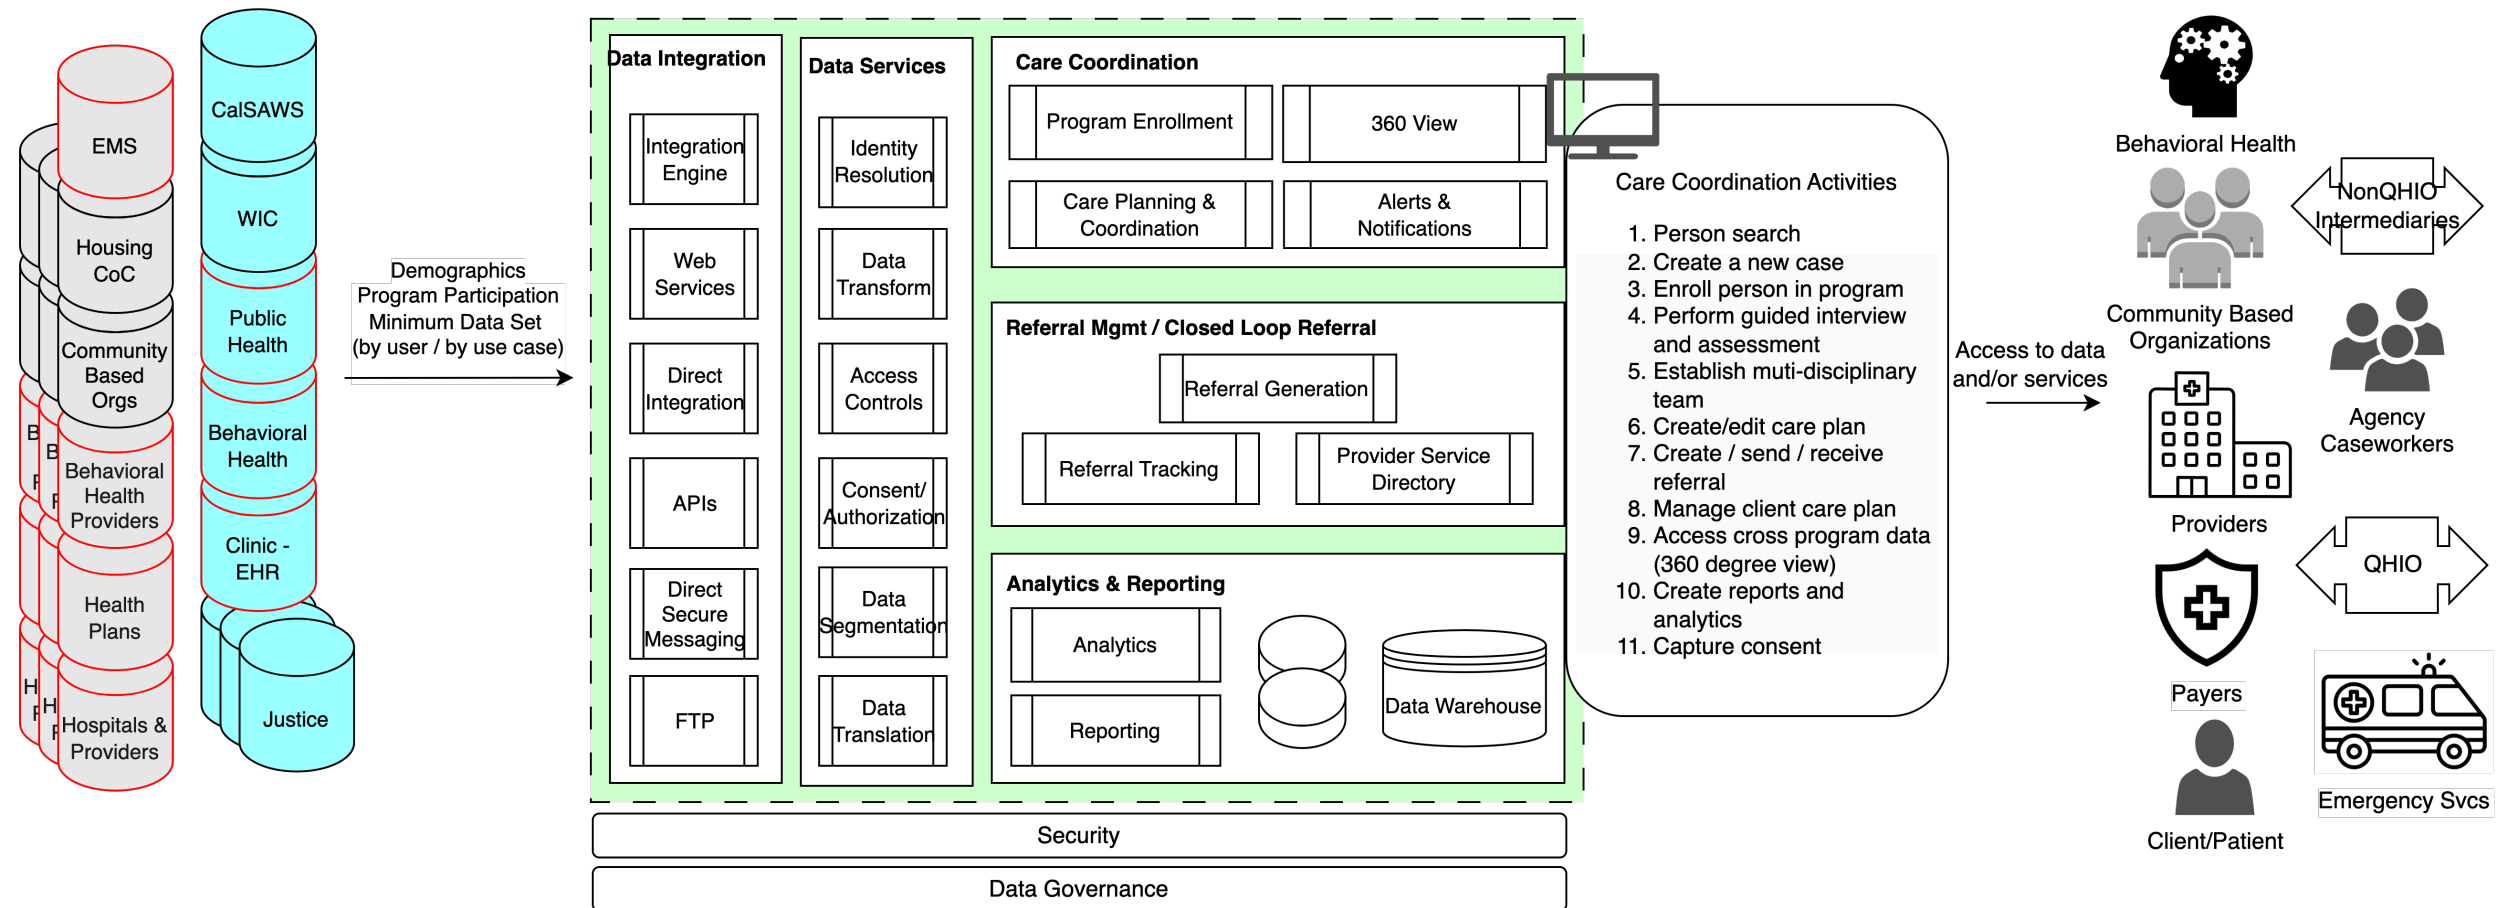 EMS
Housing
CoC
Community
Based
Orgs
B
B
F
F
Behavioral
Health
Providers
Health
Plans
H
H
F
F
Hospitals &
Providers
CalSAWS
WIC
Public
Health
Behavioral
Health
Clinic -
EHR
Justice
Demographics
Program Participation
Minimum Data Set
(by user / by use case)
Data Integration
Integration
Engine
Web
Services
Direct
Integration
APIs
Direct
Secure
Messaging
FTP
Data Services
Identity
Resolution
Data
Transform
Access
Controls
Consent/
Authorization
Data
Segmentation
Data
Translation
Care Coordination
Program Enrollment
360 View
Care Planning &
Coordination
Alerts &
Notifications
Referral Mgmt / Closed Loop Referral
Referral Generation
Referral Tracking
Provider Service
Directory
Analytics & Reporting
Analytics
Reporting
Data Warehouse
Security
Data Governance
Care Coordination Activities
1. Person search
2. Create a new case
3. Enroll person in program
4. Perform guided interview
and assessment
5. Establish muti-disciplinary
team
6. Create/edit care plan
7. Create / send / receive
referral
8. Manage client care plan
9. Access cross program data
(360 degree view)
10. Create reports and
analytics
11. Capture consent
Access to data
and/or services
Behavioral Health
NonQHIO
Intermediaries
Community Based
Organizations
Agency
Caseworkers
Providers
QHIO
Payers
Emergency Svcs
Client/Patient